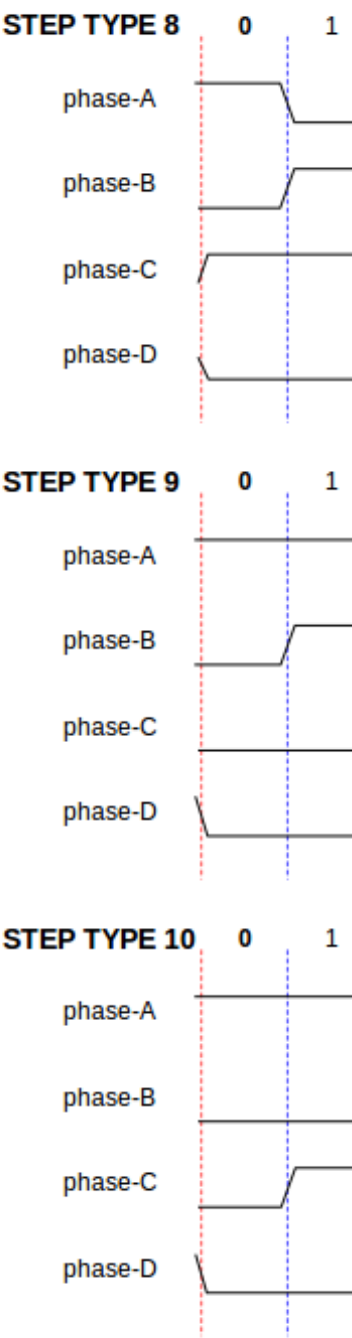 STEP TYPE 8 0 1
phase-A
phase-B
phase-C
phase-D
STEP TYPE 9 0 1
phase-A
phase-B
phase-C
phase-D
STEP TYPE 10 0 1
phase-A
phase-B
phase-C
phase-D